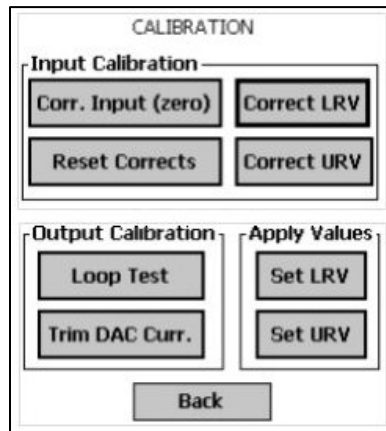 CALIBRATION
Input Calibration
Corr. Input (zero) Correct LRV
Reset Corrects Correct URV
Output Calibration Apply Values
Loop Test Set LRV
Trim DAC Curr. Set URV
Back